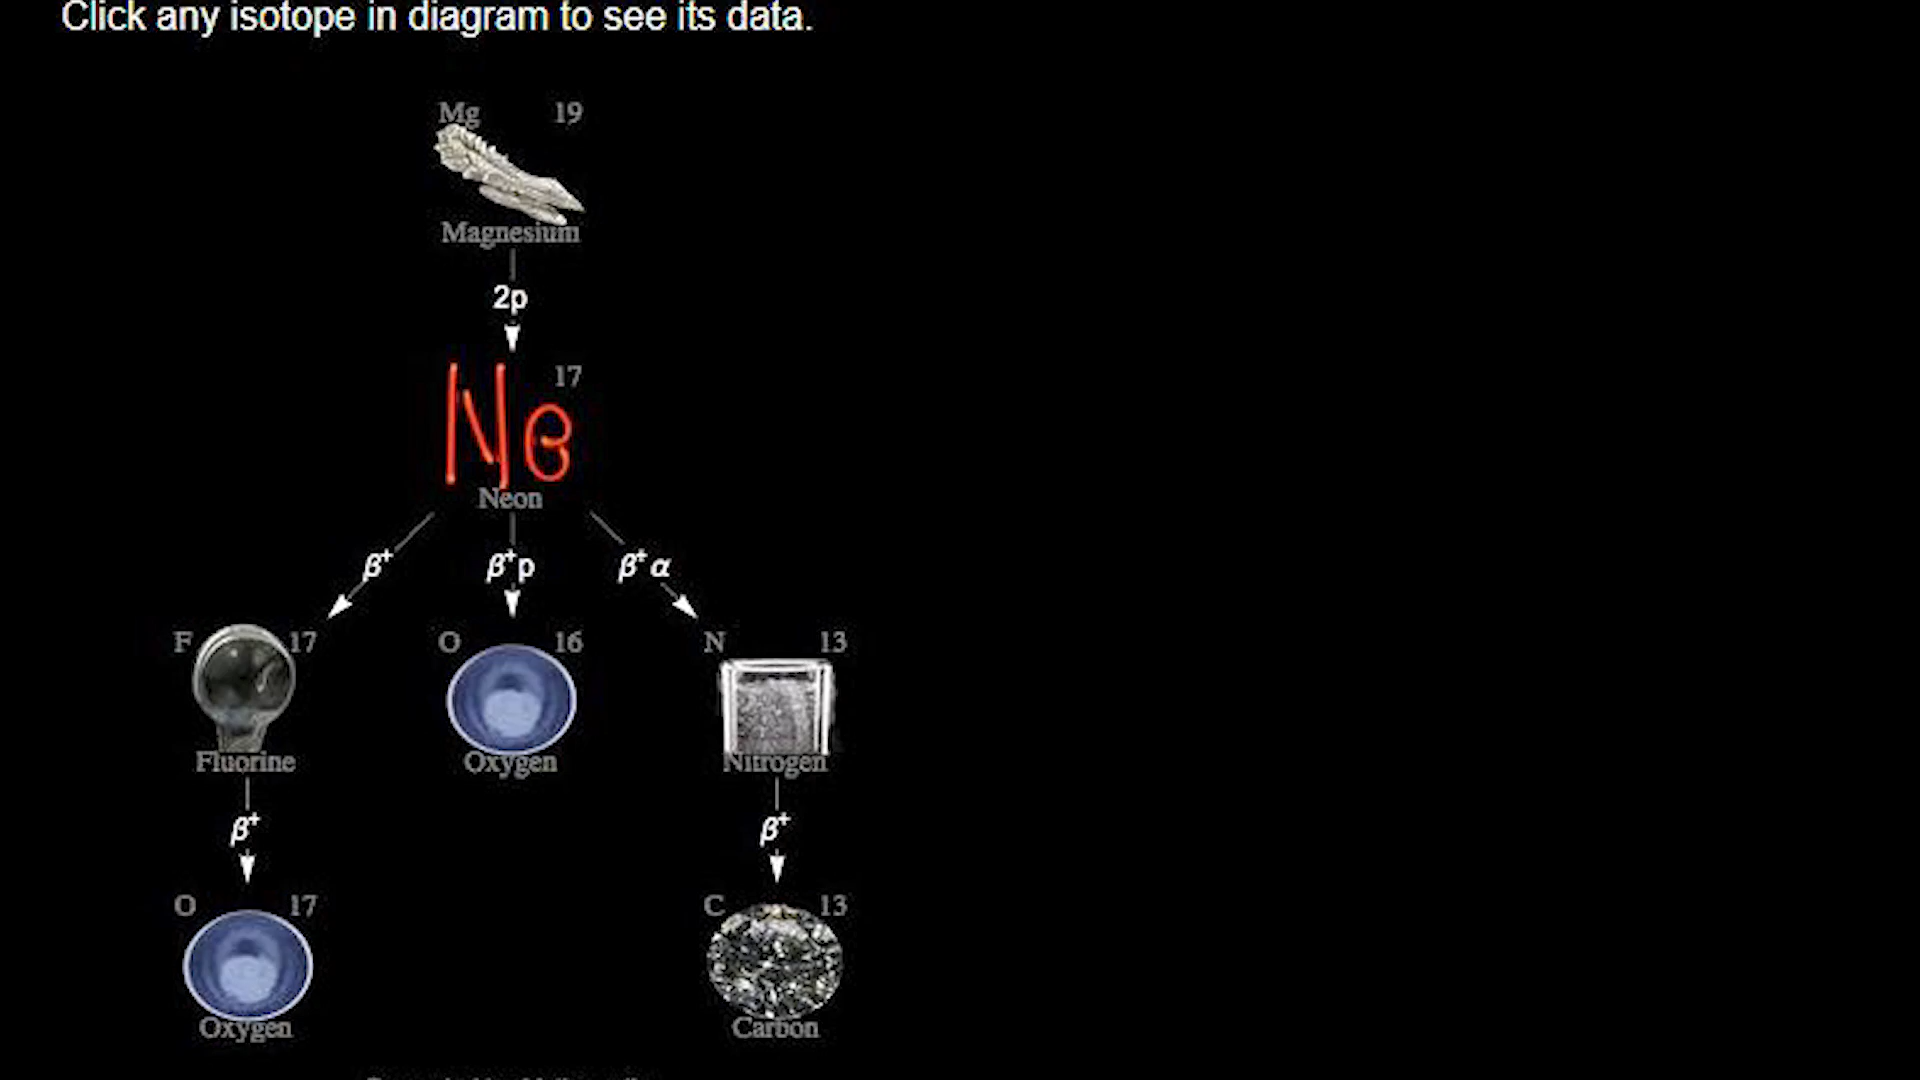 Click any isotope in diagram to see its data.
Mg 19
Magnesium
2p
17
Ne
Neon
β⁺ β⁺p β⁺α
F 17 O 16 N 13
Fluorine Oxygen Nitrogen
β⁺ β⁺
O 17 C 13
Oxygen Carbon